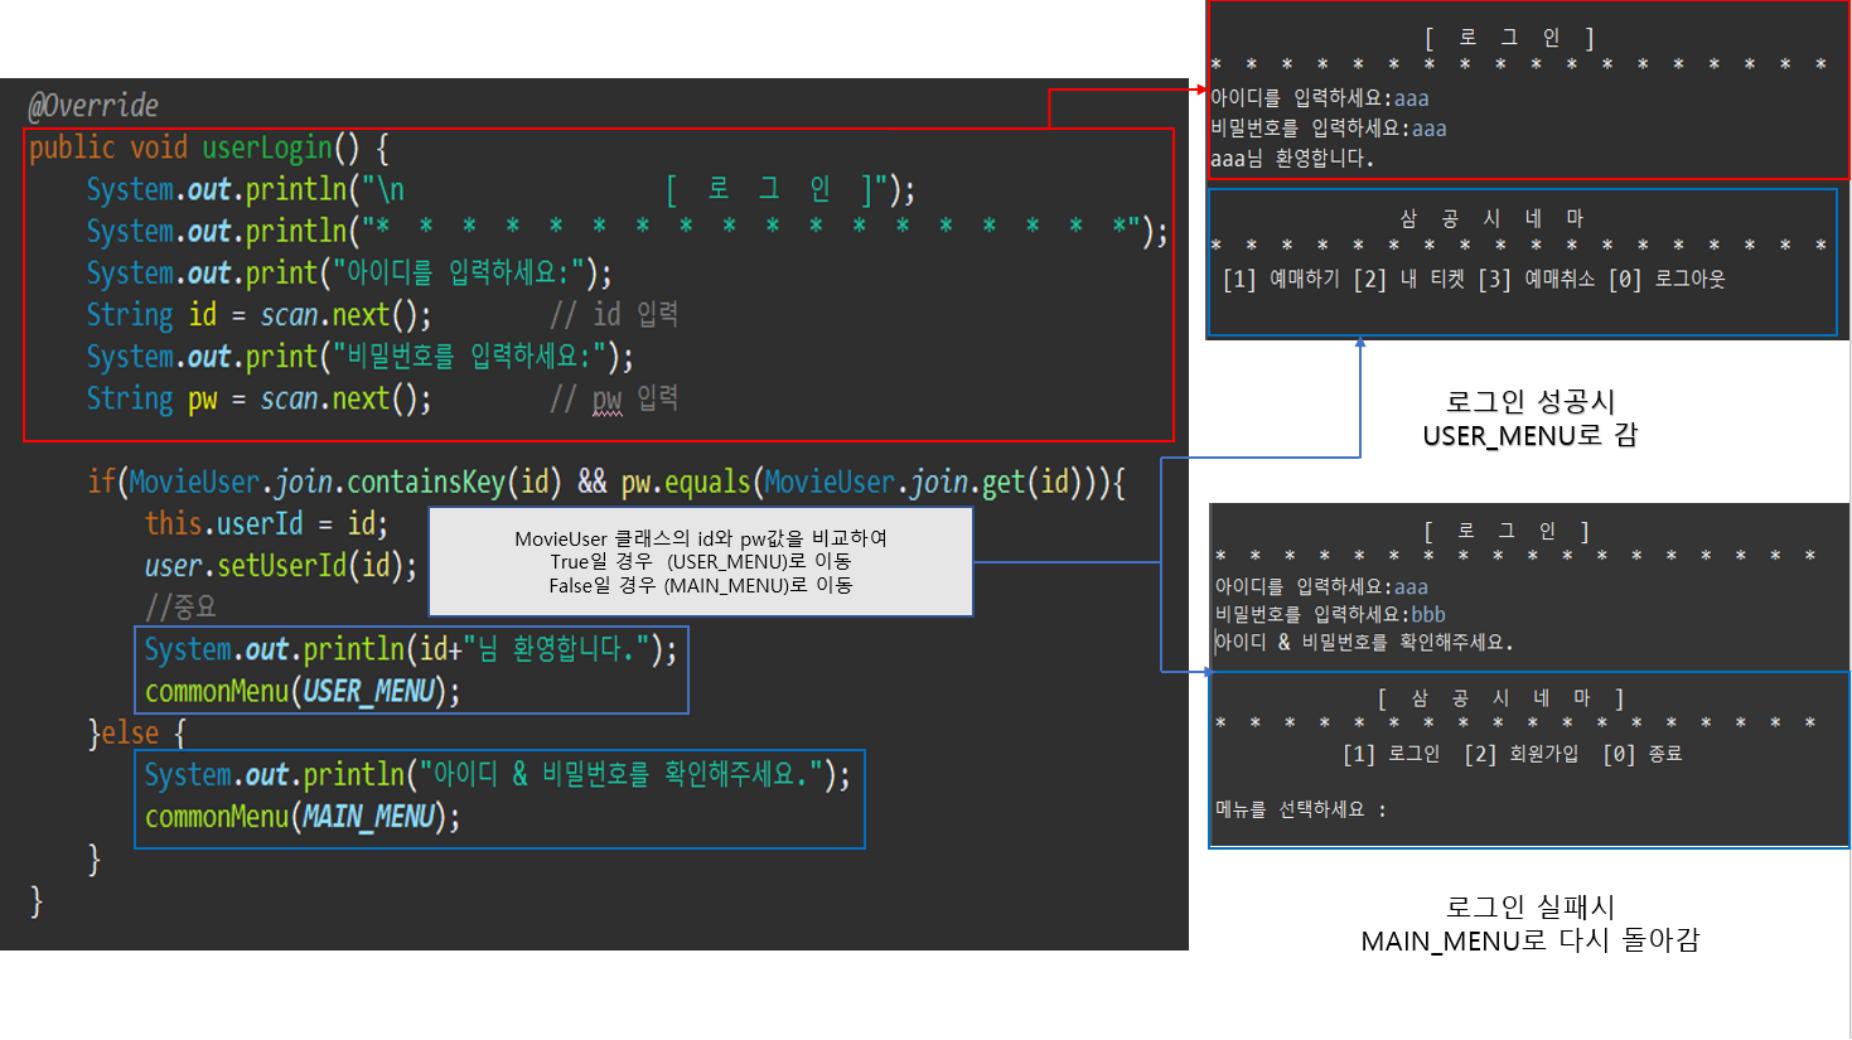 @Override
public void userLogin() {
System.out.println("\n [ 로 그 인 ]");
System.out.println("* * * * * * * * * * * * * * * * * *");
System.out.print("아이디를 입력하세요:");
String id = scan.next(); // id 입력
System.out.print("비밀번호를 입력하세요:");
String pw = scan.next(); // pw 입력
if(MovieUser.join.containsKey(id) && pw.equals(MovieUser.join.get(id))){
this.userId = id;
user.setUserId(id);
//중요
System.out.println(id+"님 환영합니다.");
commonMenu(USER_MENU);
}else {
System.out.println("아이디 & 비밀번호를 확인해주세요.");
commonMenu(MAIN_MENU);
}
}
MovieUser 클래스의 id와 pw값을 비교하여
True일 경우 (USER_MENU)로 이동
False일 경우 (MAIN_MENU)로 이동
[ 로 그 인 ]
* * * * * * * * * * * * * * * * * *
아이디를 입력하세요:aaa
비밀번호를 입력하세요:aaa
aaa님 환영합니다.
삼 공 시 네 마
* * * * * * * * * * * * * * * * * *
[1] 예매하기 [2] 내 티켓 [3] 예매취소 [0] 로그아웃
로그인 성공시
USER_MENU로 감
[ 로 그 인 ]
* * * * * * * * * * * * * * * * * *
아이디를 입력하세요:aaa
비밀번호를 입력하세요:bbb
아이디 & 비밀번호를 확인해주세요.
[ 삼 공 시 네 마 ]
* * * * * * * * * * * * * * * * * *
[1] 로그인 [2] 회원가입 [0] 종료
메뉴를 선택하세요 :
로그인 실패시
MAIN_MENU로 다시 돌아감